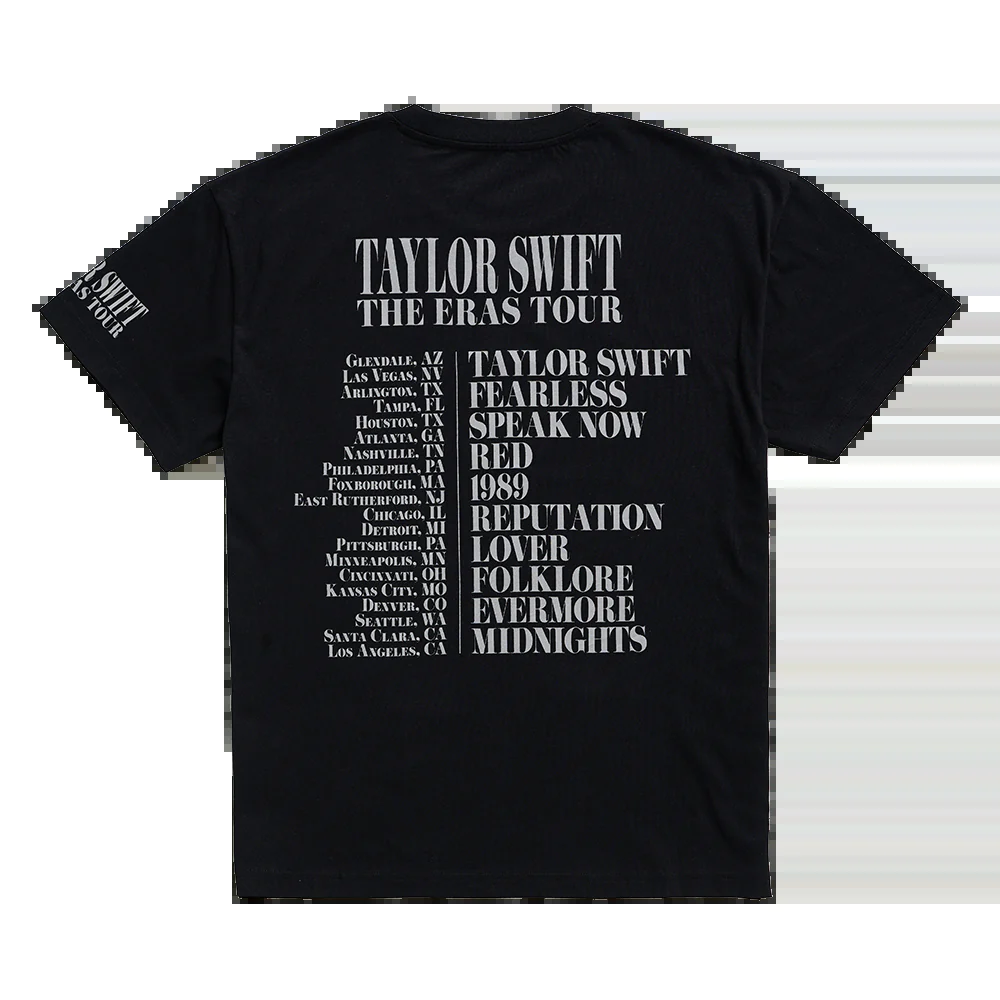 TAYLOR SWIFT
THE ERAS TOUR
R SWIFT
AS TOUR
GLENDALE, AZ
LAS VEGAS, NV
ARLINGTON, TX
TAMPA, FL
HOUSTON, TX
ATLANTA, GA
NASHVILLE, TN
PHILADELPHIA, PA
FOXBOROUGH, MA
EAST RUTHERFORD, NJ
CHICAGO, IL
DETROIT, MI
PITTSBURGH, PA
MINNEAPOLIS, MN
CINCINNATI, OH
KANSAS CITY, MO
DENVER, CO
SEATTLE, WA
SANTA CLARA, CA
LOS ANGELES, CA
TAYLOR SWIFT
FEARLESS
SPEAK NOW
RED
1989
REPUTATION
LOVER
FOLKLORE
EVERMORE
MIDNIGHTS